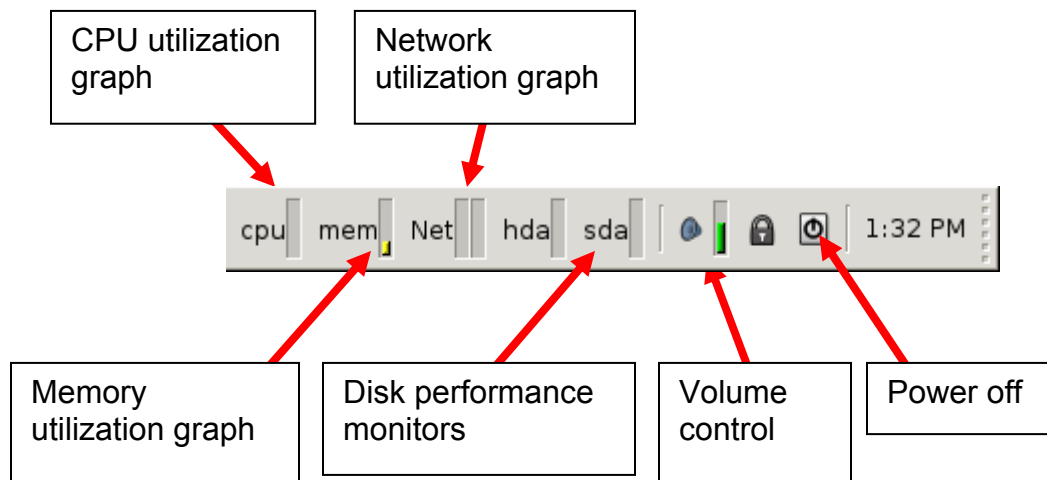 CPU utilization
graph
Network
utilization graph
cpu mem Net hda sda 1:32 PM
Memory
utilization graph
Disk performance
monitors
Volume
control
Power off